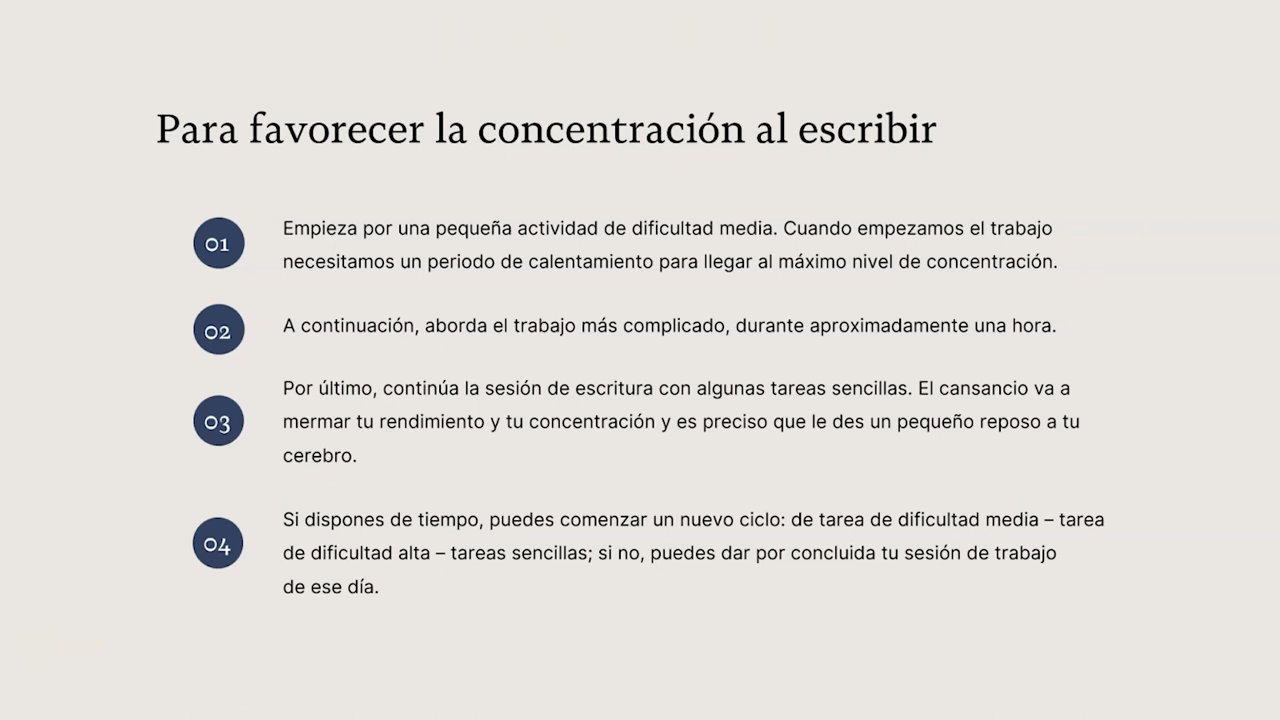 Para favorecer la concentración al escribir
01
Empieza por una pequeña actividad de dificultad media. Cuando empezamos el trabajo
necesitamos un periodo de calentamiento para llegar al máximo nivel de concentración.
02
A continuación, aborda el trabajo más complicado, durante aproximadamente una hora.
03
Por último, continúa la sesión de escritura con algunas tareas sencillas. El cansancio va a
mermar tu rendimiento y tu concentración y es preciso que le des un pequeño reposo a tu
cerebro.
04
Si dispones de tiempo, puedes comenzar un nuevo ciclo: de tarea de dificultad media – tarea
de dificultad alta – tareas sencillas; si no, puedes dar por concluida tu sesión de trabajo
de ese día.